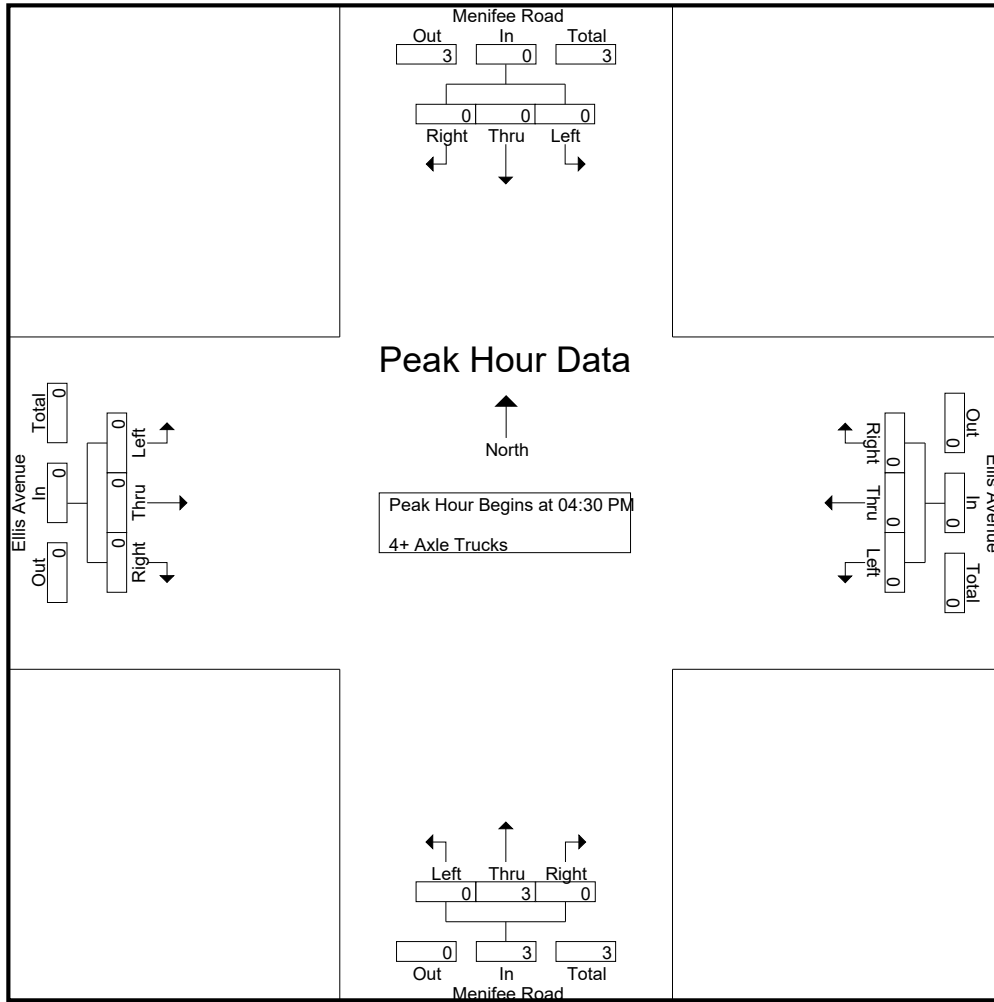 Menifee Road
Out In Total
3 0 3
0 0 0
Right Thru Left
Peak Hour Data
North
Peak Hour Begins at 04:30 PM
4+ Axle Trucks
Ellis Avenue
Total In Out
0 0 0
0 0 0
Left Thru Right
Right Thru Left
0 0 0
Out In Total
0 0 0
Ellis Avenue
Left Thru Right
0 3 0
0 3 3
Out In Total
Menifee Road